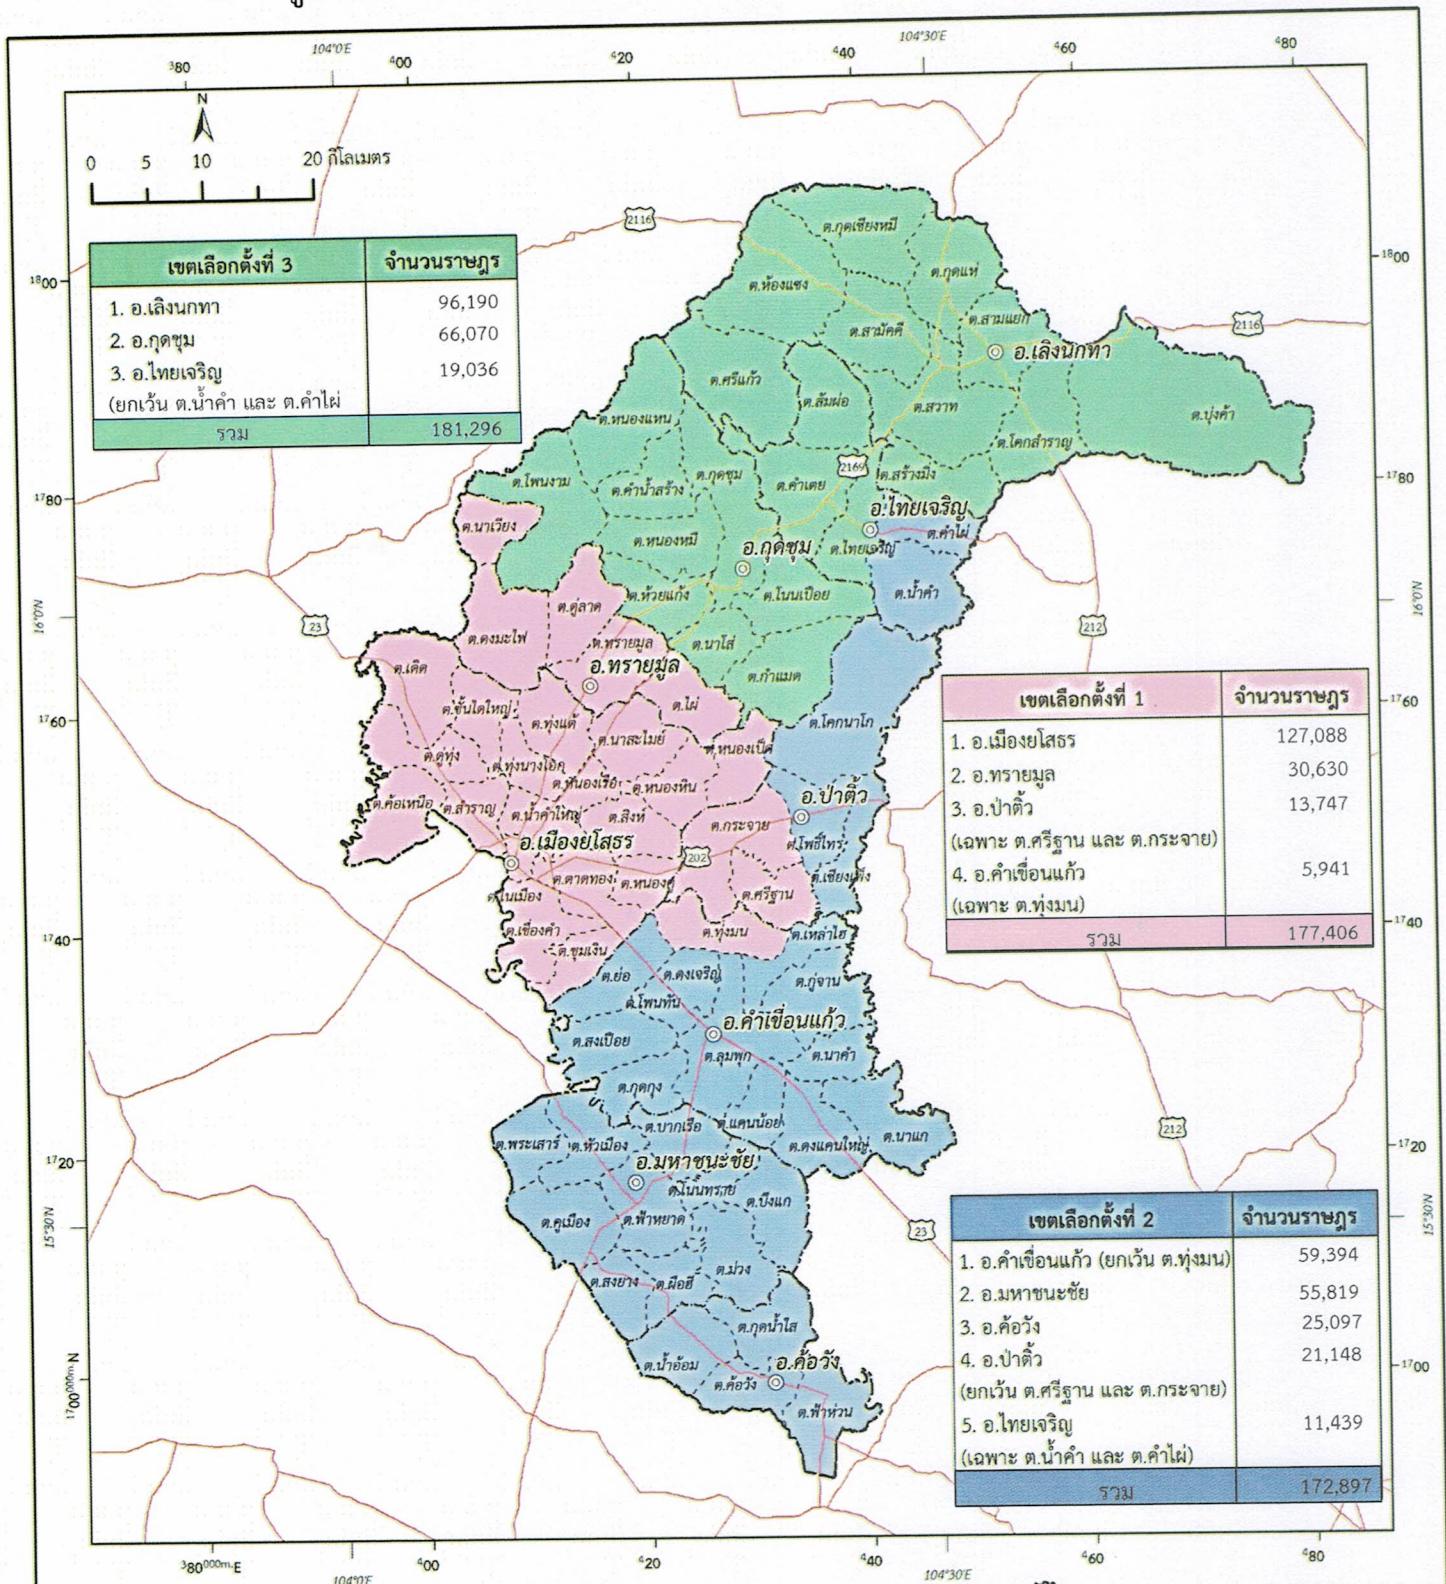 104°0'E
104°30'E
³80
⁴00
⁴20
⁴40
⁴60
⁴80
N
0 5 10 20 กิโลเมตร
2116
เขตเลือกตั้งที่ 3 จำนวนราษฎร
1. อ.เลิงนกทา 96,190
2. อ.กุดชุม 66,070
3. อ.ไทยเจริญ 19,036
(ยกเว้น ต.น้ำคำ และ ต.คำไผ่
รวม 181,296
¹⁸00
¹⁸00
ต.กุดเชียงหมี
ต.กุดแห่
ต.ห้องแซง
ต.สามัคคี
ต.สามแยก
2116
อ.เลิงนกทา
ต.ศรีแก้ว
ต.ส้มผ่อ
ต.สวาท
ต.บุ่งค้า
ต.หนองแหน
ต.โคกสำราญ
2169
ต.กุดชุม
ต.สร้างมิ่ง
¹⁷80
¹⁷80
ต.โพนงาม
ต.คำน้ำสร้าง
ต.คำเตย
อ.ไทยเจริญ
ต.นาเวียง
ต.คำไผ่
ต.หนองหมี
อ.กุดชุม
ต.ไทยเจริญ
ต.น้ำคำ
ต.ห้วยแก้ง
ต.โนนเปือย
ต.ดู่ลาด
16°0'N
16°0'N
23
212
ต.ดงมะไฟ
ต.ทรายมูล
ต.นาโส่
อ.ทรายมูล
ต.เดิด
ต.กำแมด
ต.ขั้นไดใหญ่
ต.ไผ่
¹⁷60
¹⁷60
ต.ทุ่งแต้
ต.โคกนาโก
ต.นาสะไมย์
ต.หนองเป็ด
ต.ดู่ทุ่ง
ต.ทุ่งนางโอก
ต.หนองเรือ
ต.หนองหิน
อ.ป่าติ้ว
ต.ค้อเหนือ
ต.สำราญ
ต.น้ำคำใหญ่
ต.สิงห์
ต.กระจาย
อ.เมืองยโสธร
ต.โพธิ์ไทร
202
ต.เชียงเพ็ง
ต.ตาดทอง
ต.หนองคู
ต.ศรีฐาน
ต.ในเมือง
ต.เขื่องคำ
ต.ทุ่งมน
ต.เหล่าไฮ
เขตเลือกตั้งที่ 1 จำนวนราษฎร
1. อ.เมืองยโสธร 127,088
2. อ.ทรายมูล 30,630
3. อ.ป่าติ้ว 13,747
(เฉพาะ ต.ศรีฐาน และ ต.กระจาย)
4. อ.คำเขื่อนแก้ว 5,941
(เฉพาะ ต.ทุ่งมน)
รวม 177,406
¹⁷40
¹⁷40
ต.ชุมเงิน
ต.ย่อ
ต.ดงเจริญ
ต.กู่จาน
ต.โพนทัน
อ.คำเขื่อนแก้ว
ต.สงเปือย
ต.ลุมพุก
ต.นาคำ
ต.กุดกุง
ต.บากเรือ
ต.แคนน้อย
ต.พระเสาร์
ต.หัวเมือง
ต.ดงแคนใหญ่
ต.นาแก
212
¹⁷20
¹⁷20
อ.มหาชนะชัย
ต.โนนทราย
ต.บึงแก
ต.คูเมือง
ต.ฟ้าหยาด
15°30'N
15°30'N
23
ต.ม่วง
ต.สงยาง
ต.ผือฮี
ต.กุดน้ำใส
ต.น้ำอ้อม
อ.ค้อวัง
ต.ค้อวัง
ต.ฟ้าห่วน
เขตเลือกตั้งที่ 2 จำนวนราษฎร
1. อ.คำเขื่อนแก้ว (ยกเว้น ต.ทุ่งมน) 59,394
2. อ.มหาชนะชัย 55,819
3. อ.ค้อวัง 25,097
4. อ.ป่าติ้ว 21,148
(ยกเว้น ต.ศรีฐาน และ ต.กระจาย)
5. อ.ไทยเจริญ 11,439
(เฉพาะ ต.น้ำคำ และ ต.คำไผ่)
รวม 172,897
¹⁷00⁰⁰⁰ᵐ·N
¹⁷00
³80⁰⁰⁰ᵐ·E
⁴00
⁴20
⁴40
⁴60
⁴80
104°0'E
104°30'E